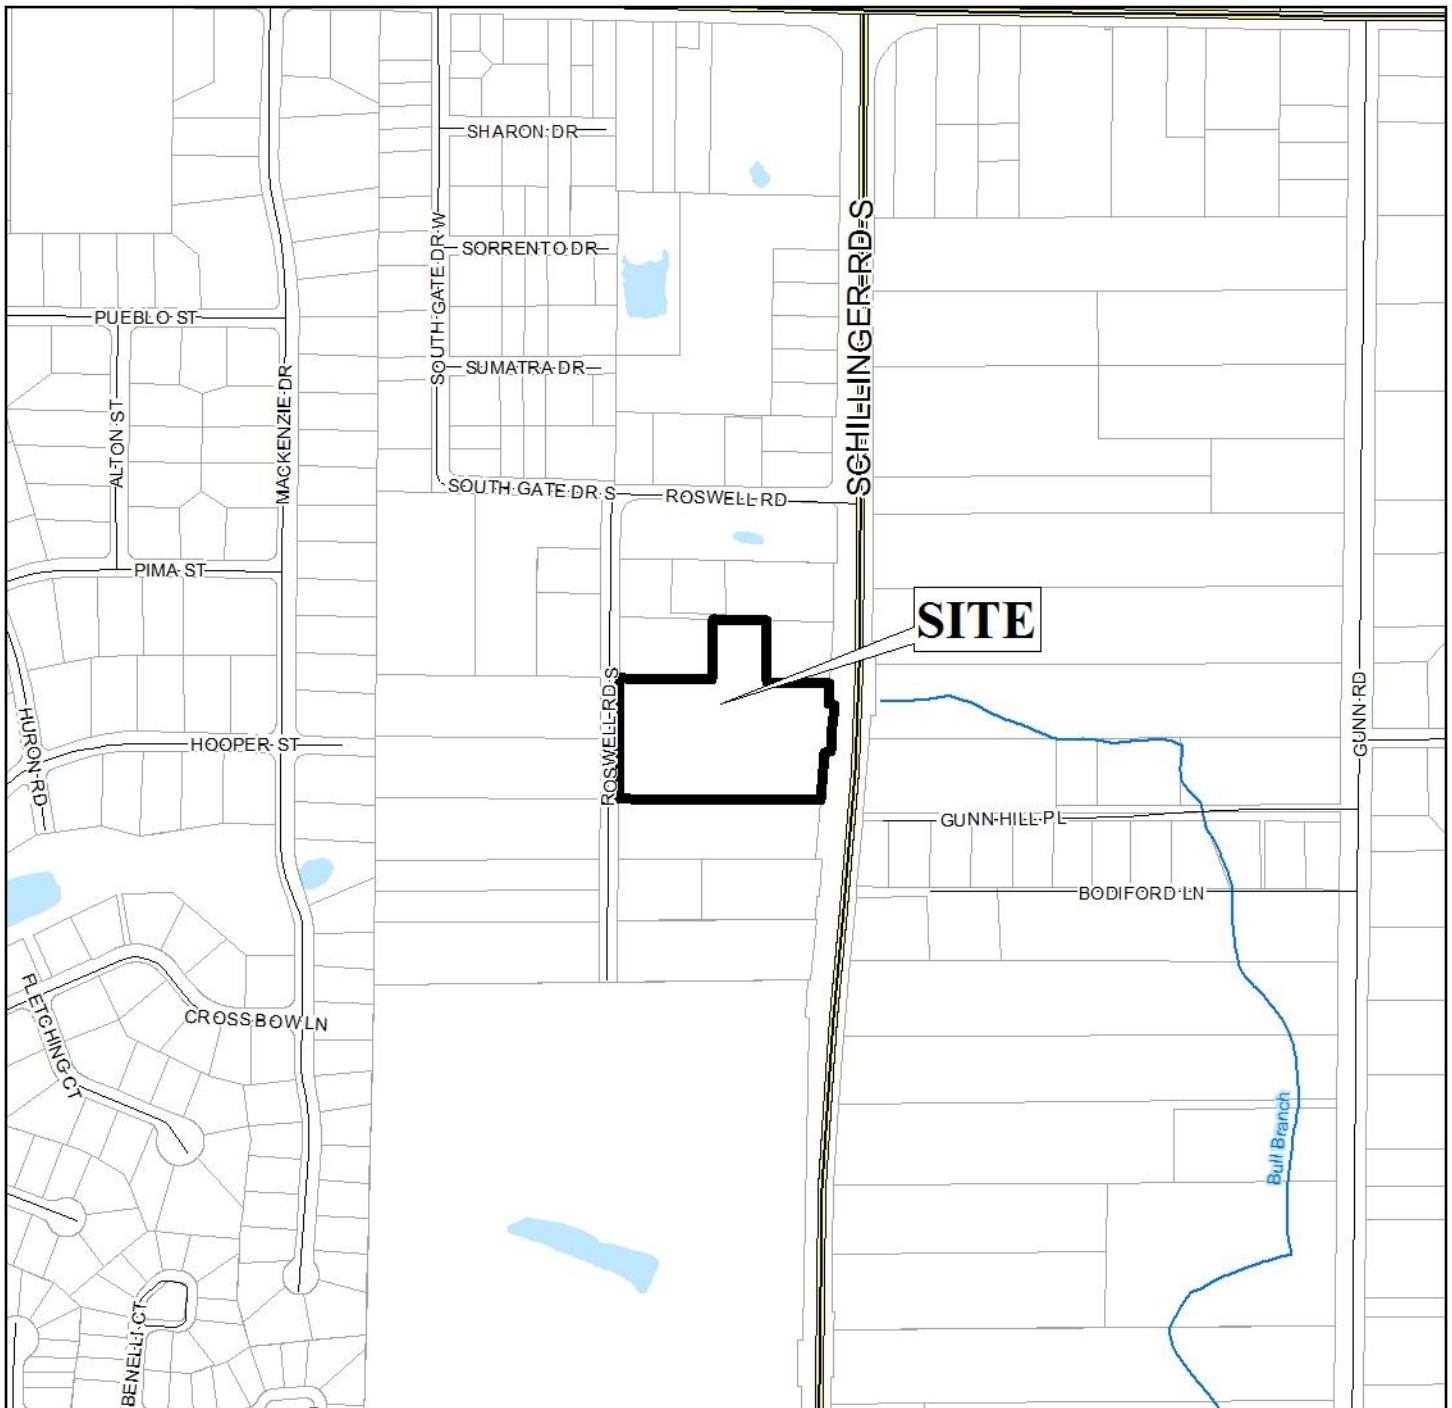 SHARON DR
SCHILLINGER RD S
SOUTH GATE DR W
SORRENTO DR
PUEBLO ST
SUMATRA DR
MACKENZIE DR
ALTON ST
SOUTH GATE DR S
ROSWELL RD
PIMA ST
SITE
ROSWELL RD S
GUNN RD
HURON RD
HOOPER ST
GUNN HILL PL
BODIFORD LN
FLETCHING CT
CROSS BOW LN
Bull Branch
BENELLI CT